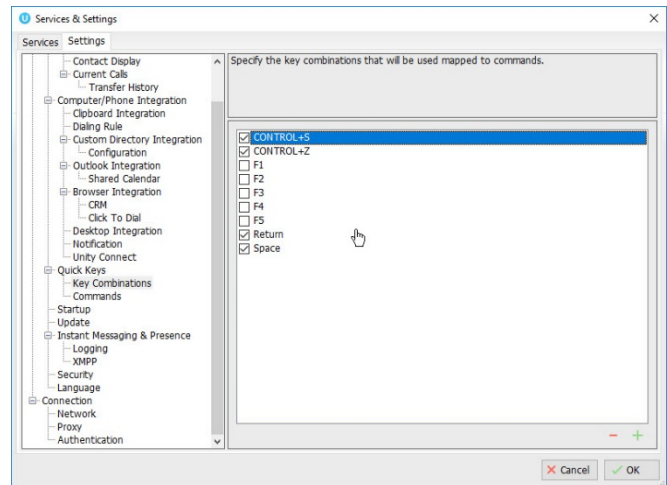 Services & Settings
Services Settings
Contact Display
Current Calls
Transfer History
Computer/Phone Integration
Clipboard Integration
Dialing Rule
Custom Directory Integration
Configuration
Outlook Integration
Shared Calendar
Browser Integration
CRM
Click To Dial
Desktop Integration
Notification
Unity Connect
Quick Keys
Key Combinations
Commands
Startup
Update
Instant Messaging & Presence
Logging
XMPP
Security
Language
Connection
Network
Proxy
Authentication
Specify the key combinations that will be used mapped to commands.
CONTROL+S
CONTROL+Z
F1
F2
F3
F4
F5
Return
Space
Cancel OK